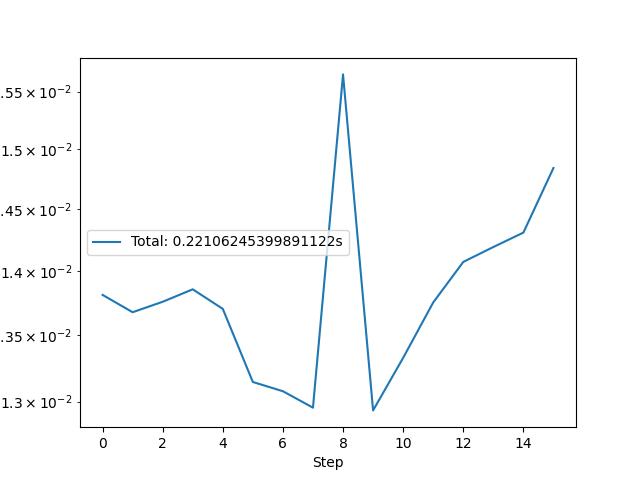 .55 × 10⁻²
1.5 × 10⁻²
.45 × 10⁻²
Total: 0.22106245399891122s
1.4 × 10⁻²
.35 × 10⁻²
1.3 × 10⁻²
0 2 4 6 8 10 12 14
Step